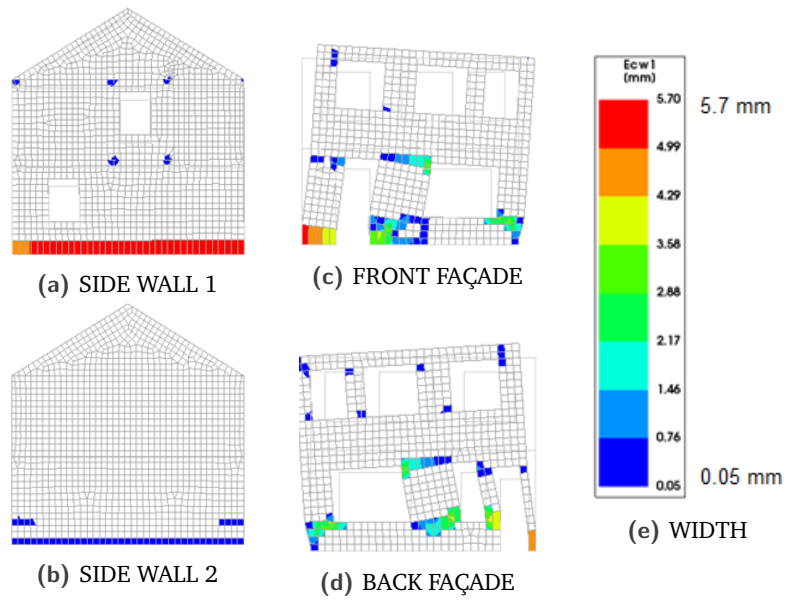 (a) SIDE WALL 1
(c) FRONT FAÇADE
(b) SIDE WALL 2
(d) BACK FAÇADE
Ecw1
(mm)
5.70
4.99
4.29
3.58
2.88
2.17
1.46
0.76
0.05
5.7 mm
0.05 mm
(e) WIDTH